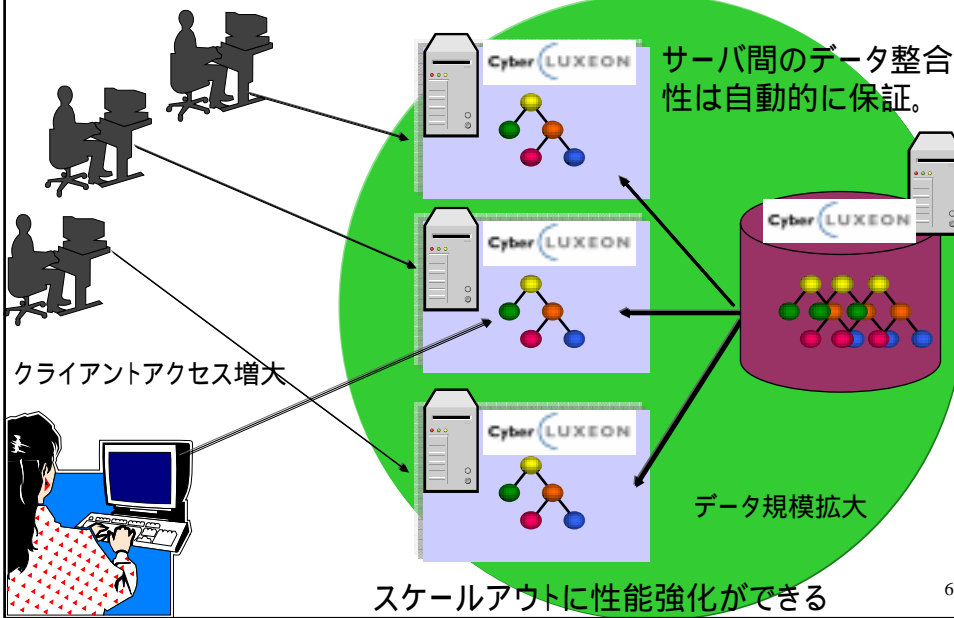 Cyber LUXEON
サーバ間のデータ整合
性は自動的に保証。
Cyber LUXEON
Cyber LUXEON
クライアントアクセス増大
Cyber LUXEON
データ規模拡大
スケールアウトに性能強化ができる
6